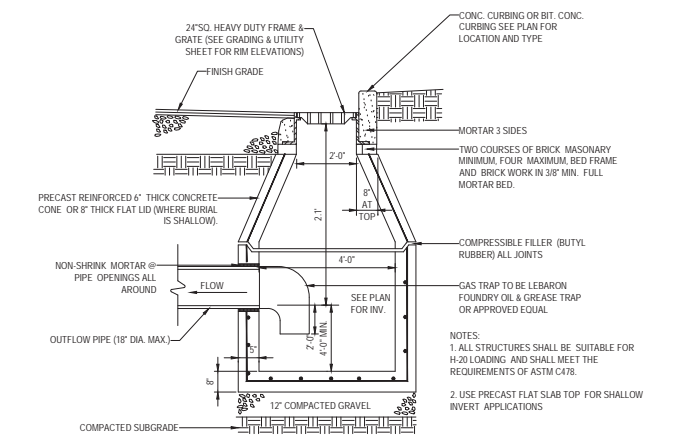 24"SQ. HEAVY DUTY FRAME &
GRATE (SEE GRADING & UTILITY
SHEET FOR RIM ELEVATIONS)
FINISH GRADE
CONC. CURBING OR BIT. CONC.
CURBING SEE PLAN FOR
LOCATION AND TYPE
MORTAR 3 SIDES
TWO COURSES OF BRICK MASONARY
MINIMUM, FOUR MAXIMUM, BED FRAME
AND BRICK WORK IN 3/8" MIN. FULL
MORTAR BED.
2'-0"
8"
AT
TOP
2.1'
PRECAST REINFORCED 6" THICK CONCRETE
CONE OR 8" THICK FLAT LID (WHERE BURIAL
IS SHALLOW).
COMPRESSIBLE FILLER (BUTYL
RUBBER) ALL JOINTS
NON-SHRINK MORTAR @
PIPE OPENINGS ALL
AROUND
4'-0"
FLOW
SEE PLAN
FOR INV.
GAS TRAP TO BE LEBARON
FOUNDRY OIL & GREASE TRAP
OR APPROVED EQUAL
OUTFLOW PIPE (18" DIA. MAX.)
2'-0"
4'-0" MIN.
5"
NOTES:
1. ALL STRUCTURES SHALL BE SUITABLE FOR
H-20 LOADING AND SHALL MEET THE
REQUIREMENTS OF ASTM C478.
2. USE PRECAST FLAT SLAB TOP FOR SHALLOW
INVERT APPLICATIONS
12" COMPACTED GRAVEL
COMPACTED SUBGRADE